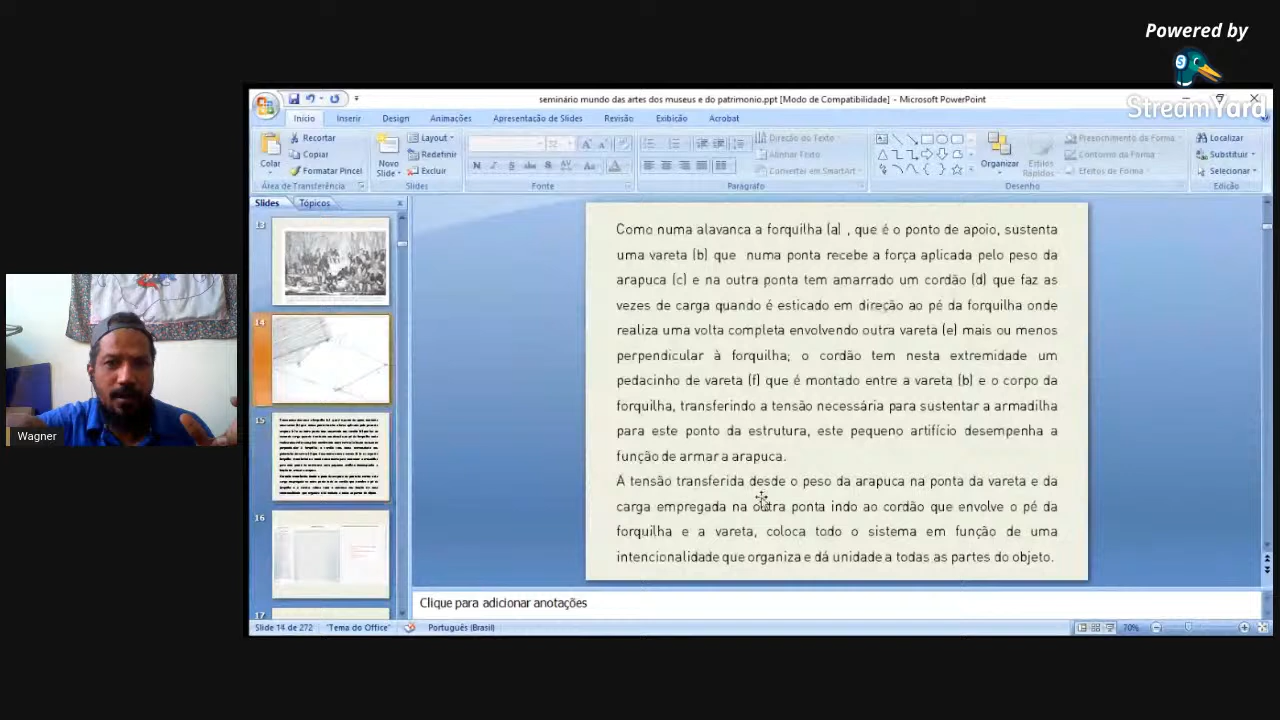 Powered by
StreamYard
seminário mundo das artes dos museus e do patrimonio.ppt [Modo de Compatibilidade] - Microsoft PowerPoint
Início Inserir Design Animações Apresentação de Slides Revisão Exibição Acrobat
Colar
Recortar
Copiar
Formatar Pincel
Área de Transferência
Novo
Slide
Layout
Redefinir
Excluir
Slides
Fonte
Direção do Texto
Alinhar Texto
Converter em SmartArt
Parágrafo
Organizar
Estilos
Rápidos
Preenchimento da Forma
Contorno da Forma
Efeitos de Forma
Desenho
Localizar
Substituir
Selecionar
Edição
Slides Tópicos
13
14
15
16
17
Como numa alavanca a forquilha (a) , que é o ponto de apoio, sustenta
uma vareta (b) que numa ponta recebe a força aplicada pelo peso da
arapuca (c) e na outra ponta tem amarrado um cordão (d) que faz as
vezes de carga quando é esticado em direção ao pé da forquilha onde
realiza uma volta completa envolvendo outra vareta (e) mais ou menos
perpendicular à forquilha; o cordão tem nesta extremidade um
pedacinho de vareta (f) que é montado entre a vareta (b) e o corpo da
forquilha, transferindo a tensão necessária para sustentar a armadilha
para este ponto da estrutura, este pequeno artifício desempenha a
função de armar a arapuca.
A tensão transferida desde o peso da arapuca na ponta da vareta e da
carga empregada na outra ponta indo ao cordão que envolve o pé da
forquilha e a vareta, coloca todo o sistema em função de uma
intencionalidade que organiza e dá unidade a todas as partes do objeto.
Clique para adicionar anotações
Slide 14 de 272 "Tema do Office" Português (Brasil) 70%
Wagner